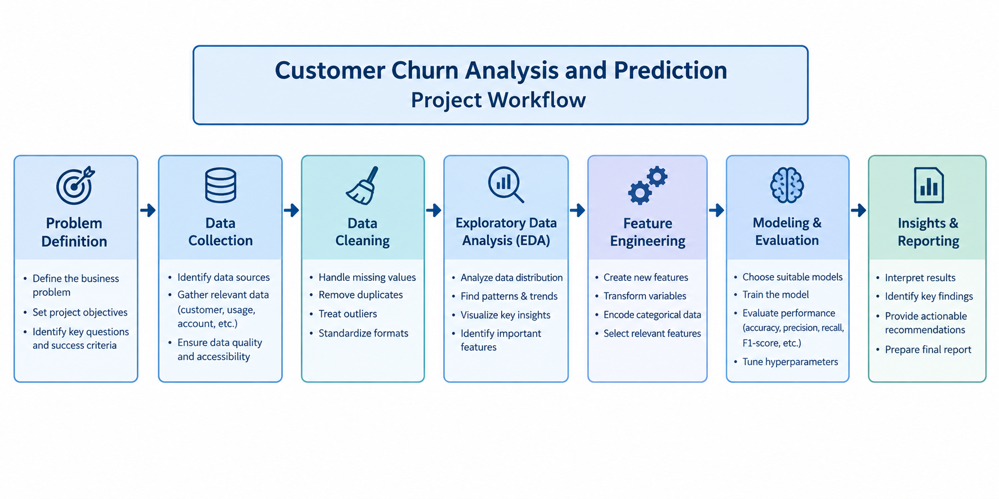 Customer Churn Analysis and Prediction
Project Workflow
Problem
Definition
• Define the business
problem
• Set project objectives
• Identify key questions
and success criteria
Data
Collection
• Identify data sources
• Gather relevant data
(customer, usage,
account, etc.)
• Ensure data quality
and accessibility
Data
Cleaning
• Handle missing values
• Remove duplicates
• Treat outliers
• Standardize formats
Exploratory Data
Analysis (EDA)
• Analyze data distribution
• Find patterns & trends
• Visualize key insights
• Identify important
features
Feature
Engineering
• Create new features
• Transform variables
• Encode categorical data
• Select relevant features
Modeling &
Evaluation
• Choose suitable models
• Train the model
• Evaluate performance
(accuracy, precision, recall,
F1-score, etc.)
• Tune hyperparameters
Insights &
Reporting
• Interpret results
• Identify key findings
• Provide actionable
recommendations
• Prepare final report